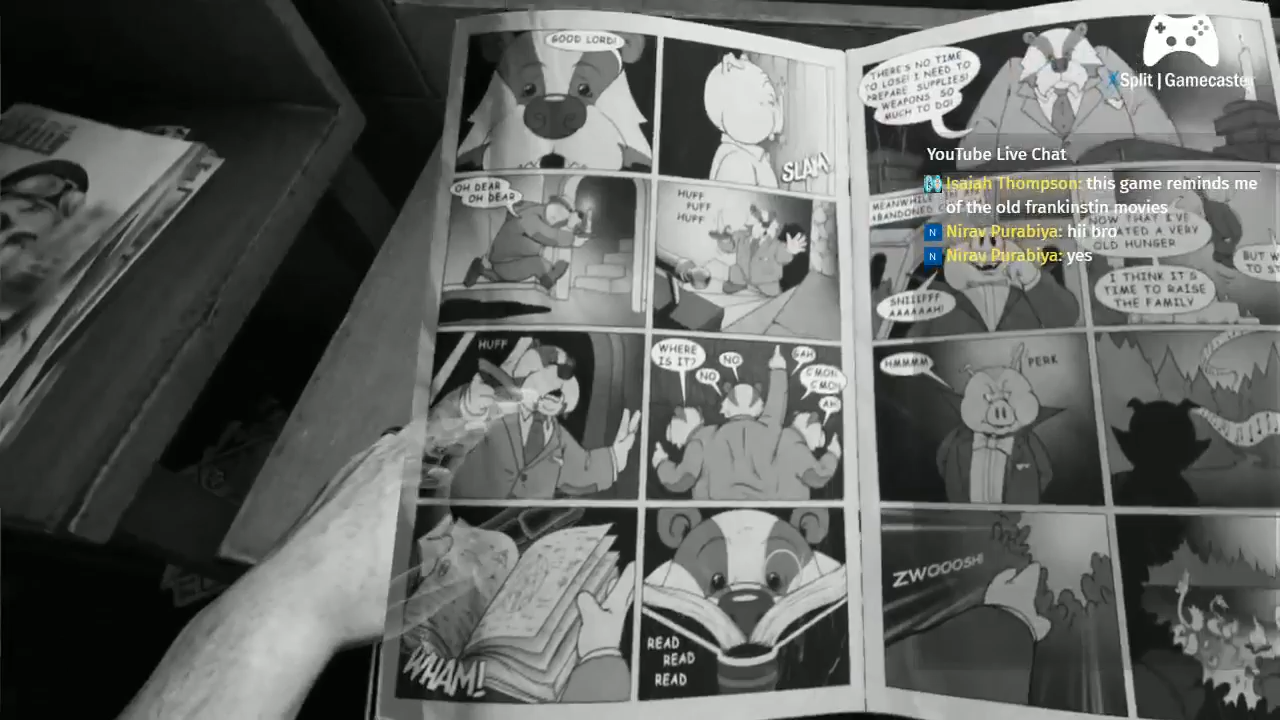 GOOD LORD!
SLAM!
OH DEAR
OH DEAR
HUFF
PUFF
HUFF
HUFF
WHERE
IS IT?
NO
NO
GAH
C'MON
C'MON
AH
WHAM!
READ
READ
READ
THERE'S NO TIME
TO LOSE! I NEED TO
PREPARE SUPPLIES!
WEAPONS SO
MUCH TO DO!
MEANWHILE
ABANDONED
SNIIIFFF
AAAAAAH!
NOW THAT I'VE
A VERY
OLD HUNGER
I THINK IT'S
TIME TO RAISE
THE FAMILY
BUT
HMMMM
PERK
ZWOOOSH!
Split | Gamecaster
YouTube Live Chat
Isaiah Thompson: this game reminds me
of the old frankinstin movies
Nirav Purabiya: hii bro
Nirav Purabiya: yes